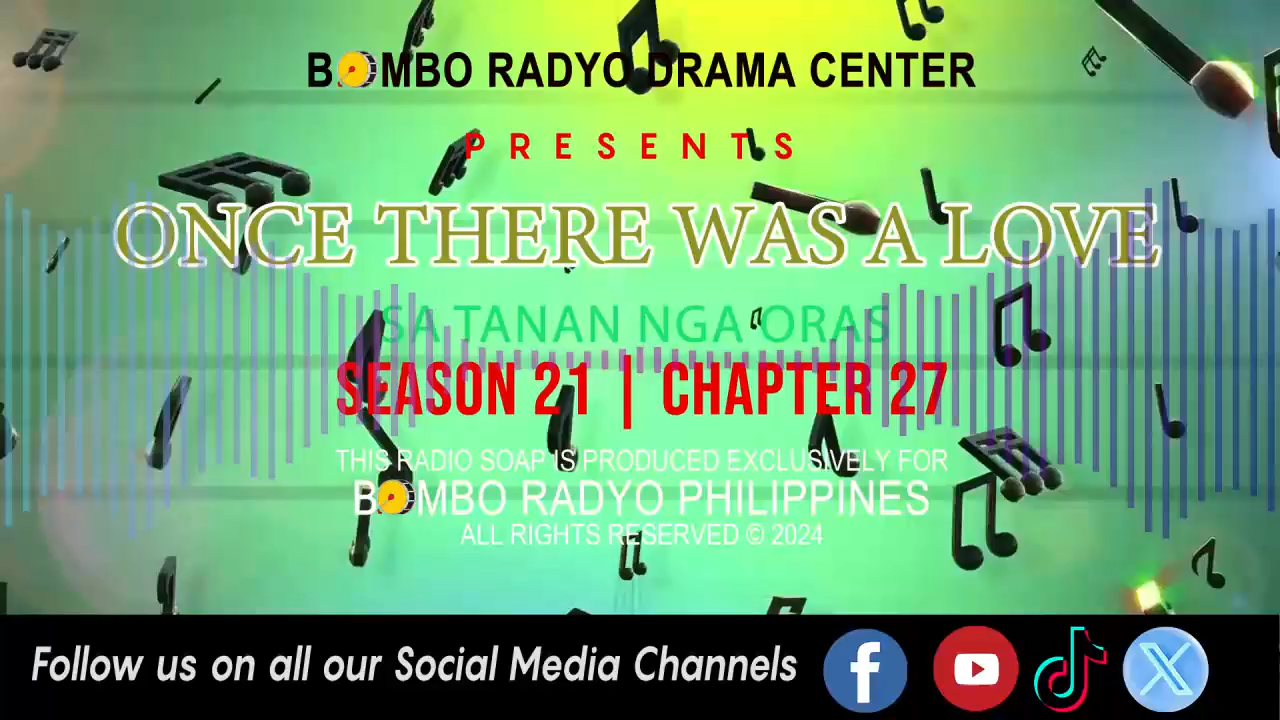 BOMBO RADYO DRAMA CENTER
PRESENTS
ONCE THERE WAS A LOVE
SA TANAN NGA ORAS
SEASON 21 | CHAPTER 27
THIS RADIO SOAP IS PRODUCED EXCLUSIVELY FOR
BOMBO RADYO PHILIPPINES
ALL RIGHTS RESERVED © 2024
Follow us on all our Social Media Channels